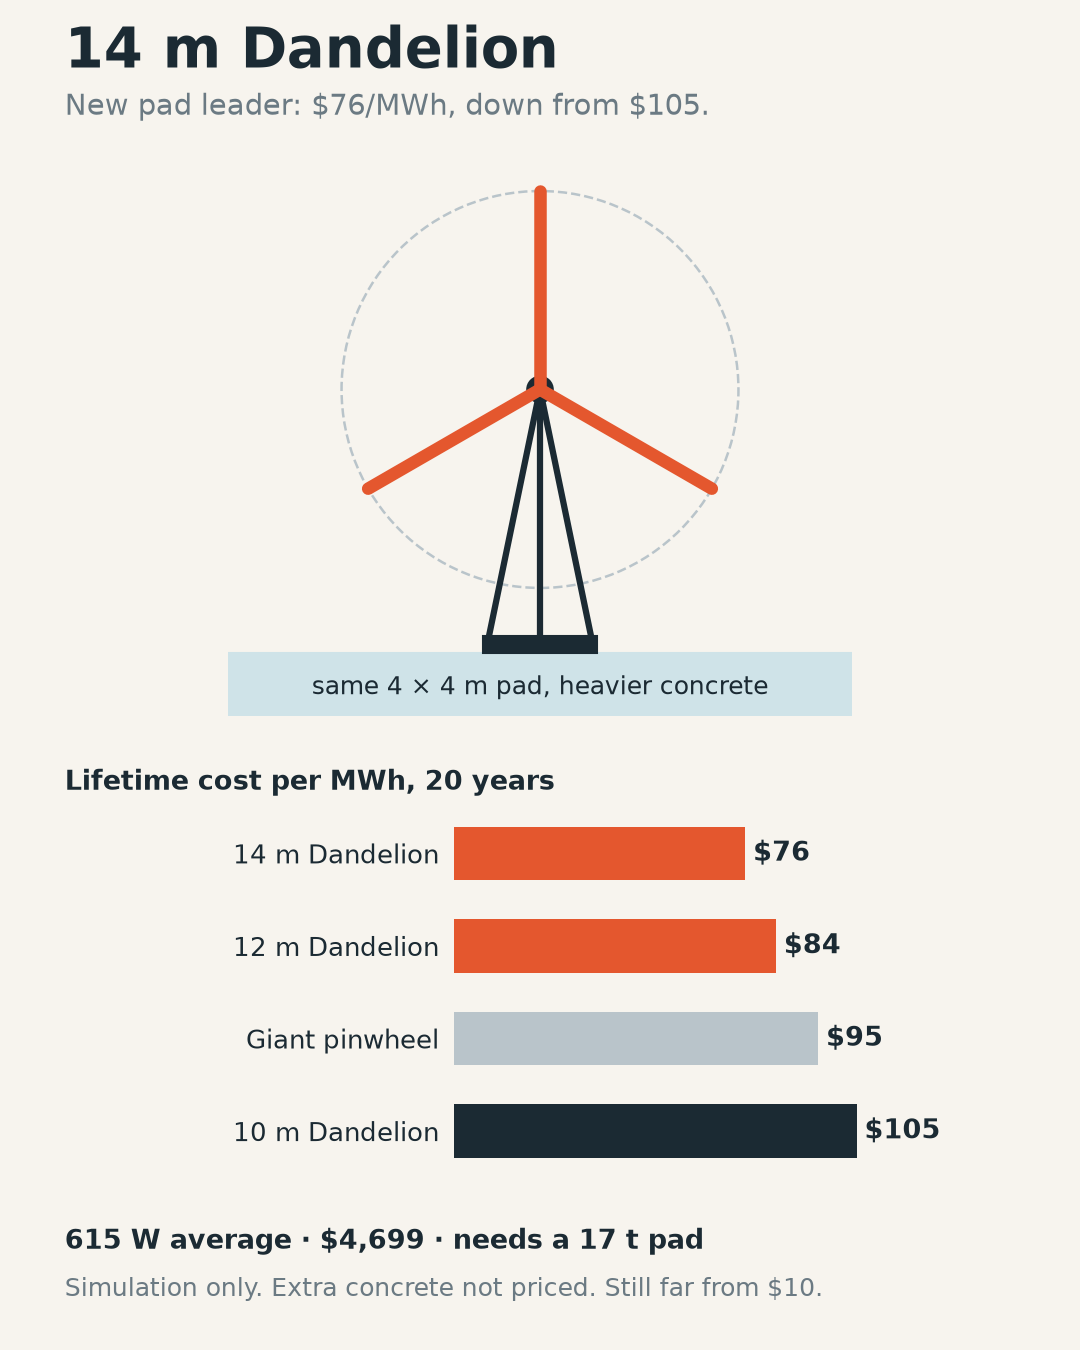 14 m Dandelion
New pad leader: $76/MWh, down from $105.
same 4 × 4 m pad, heavier concrete
Lifetime cost per MWh, 20 years
14 m Dandelion $76
12 m Dandelion $84
Giant pinwheel $95
10 m Dandelion $105
615 W average · $4,699 · needs a 17 t pad
Simulation only. Extra concrete not priced. Still far from $10.